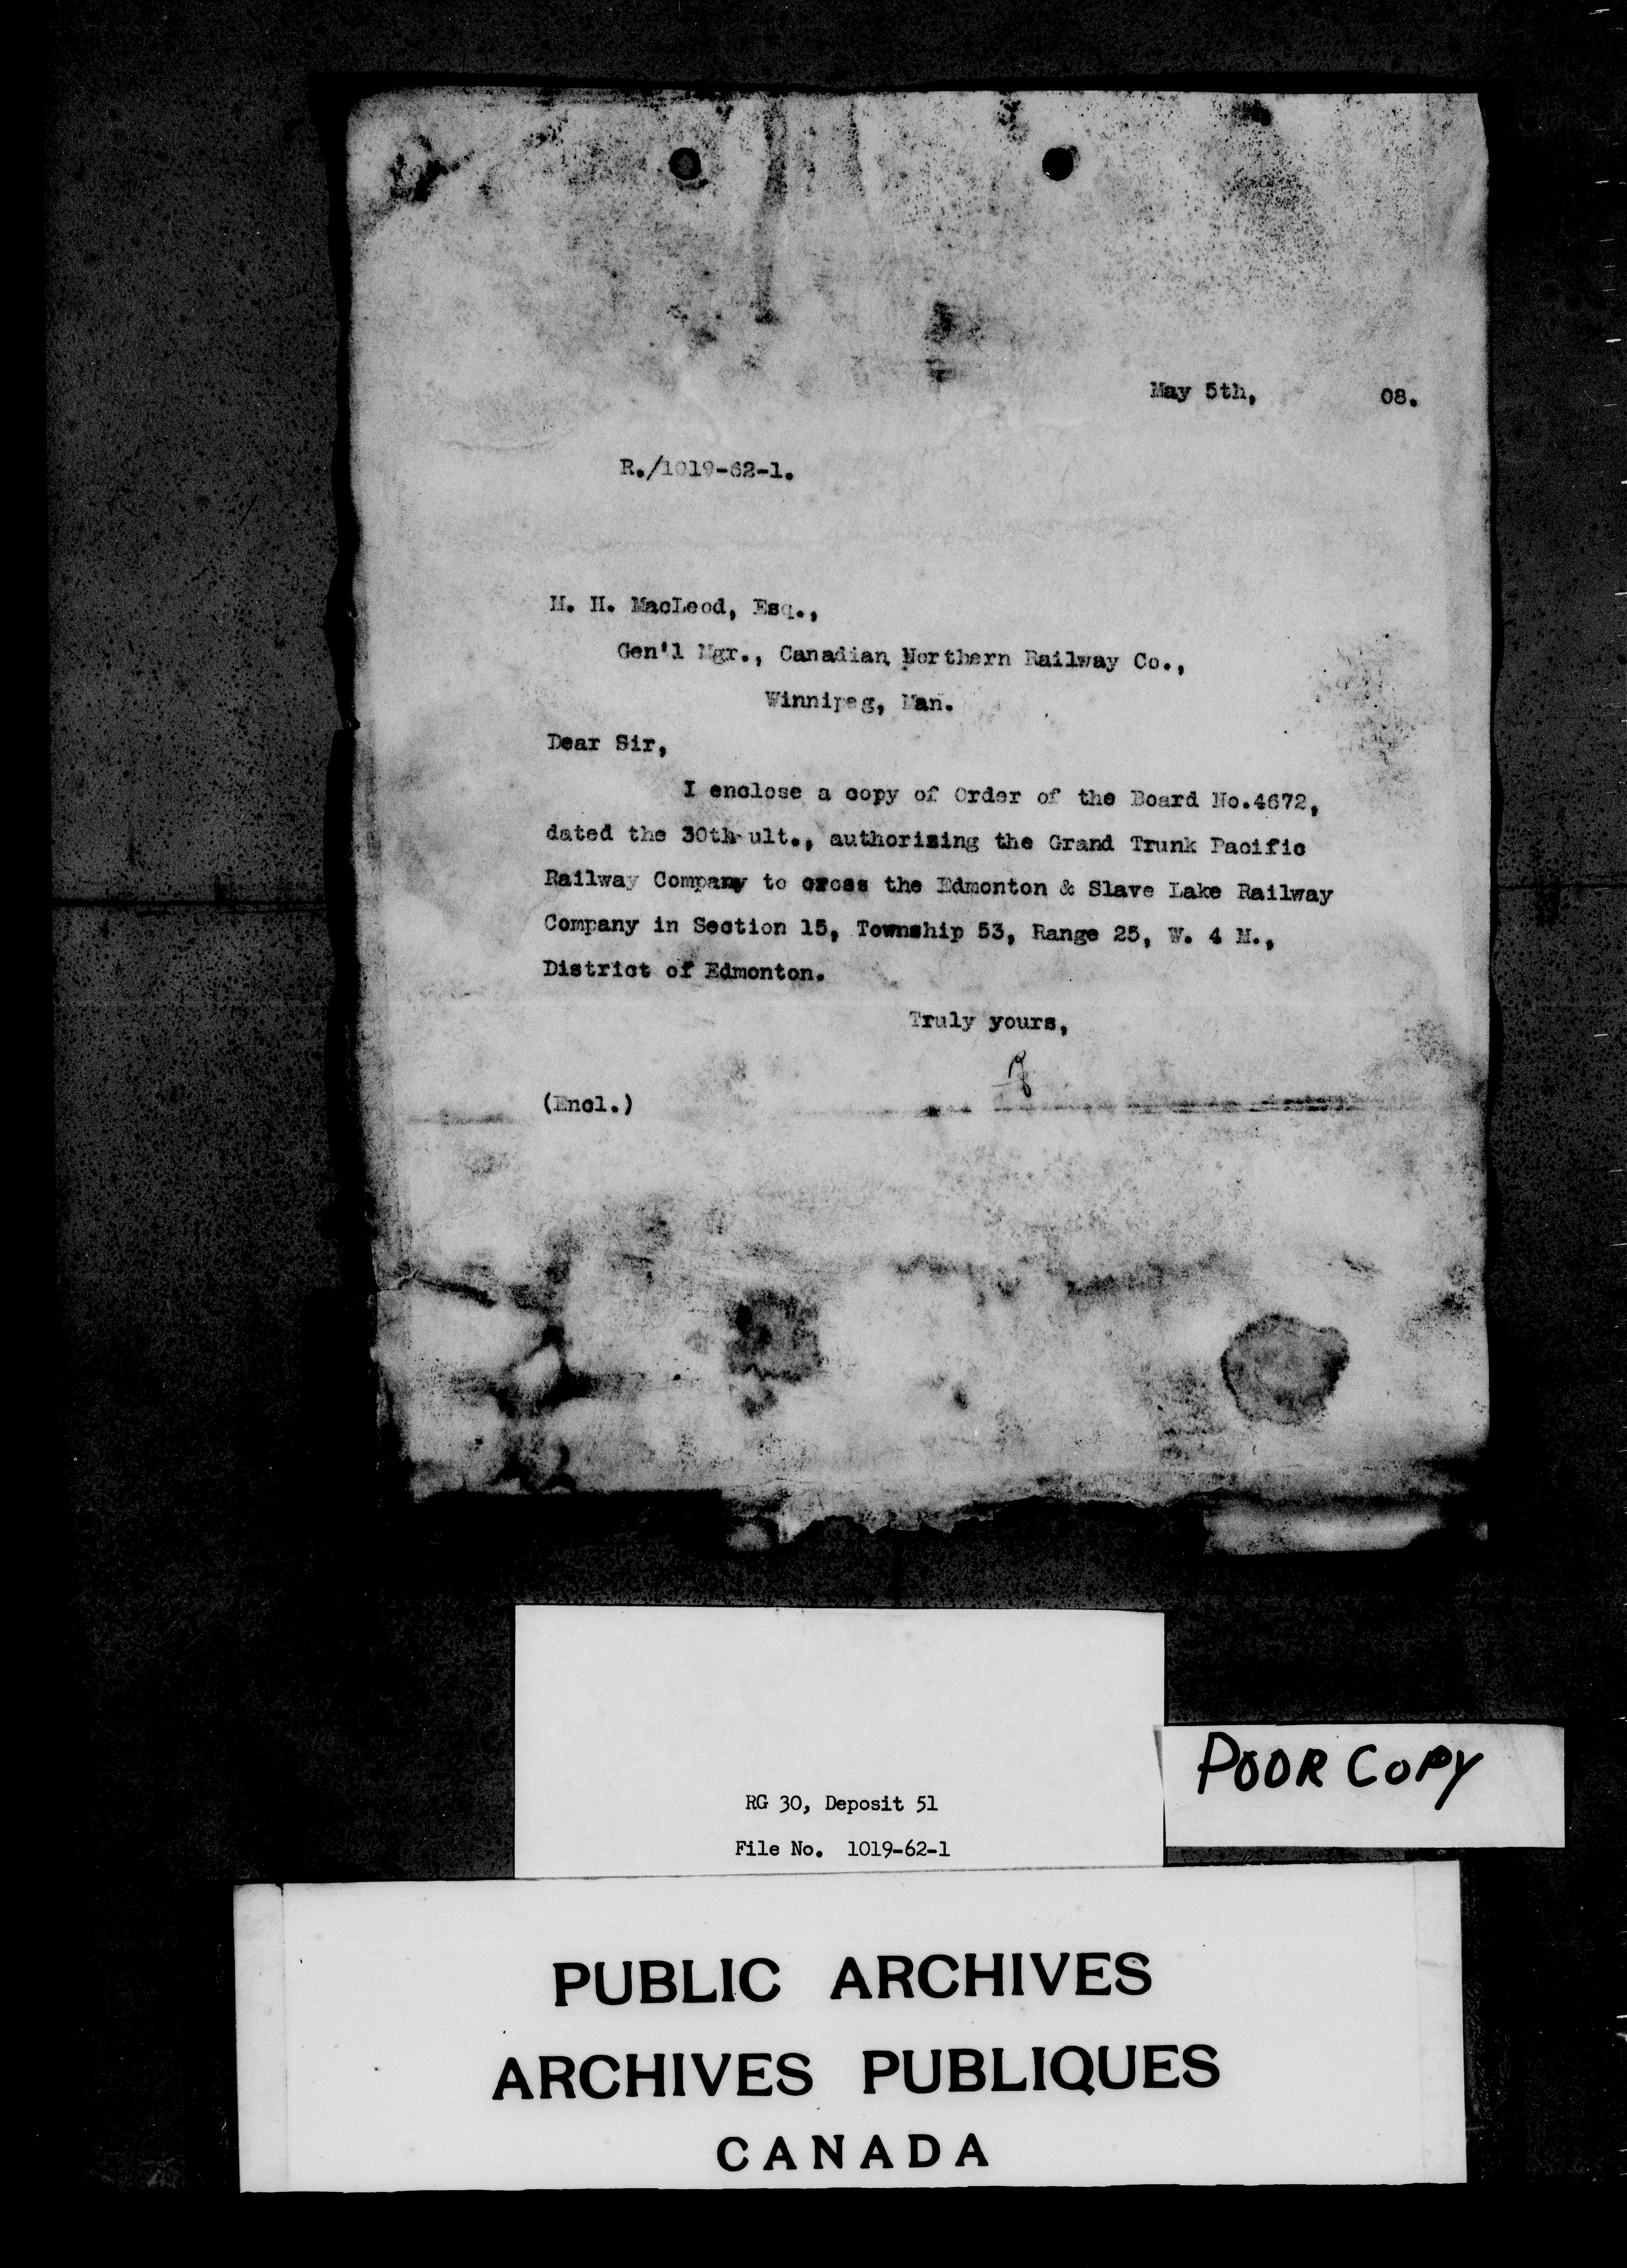 May 5th, 08.
R./1019-62-1.
M. H. MacLeod, Esq.,
Gen'l Mgr., Canadian Northern Railway Co.,
Winnipeg, Man.
Dear Sir,
I enclose a copy of Order of the Board No.4672,
dated the 30th ult., authorizing the Grand Trunk Pacific
Railway Company to cross the Edmonton & Slave Lake Railway
Company in Section 15, Township 53, Range 25, W. 4 M.,
District of Edmonton.
Truly yours,
(Encl.)
POOR COPY
RG 30, Deposit 51
File No. 1019-62-1
PUBLIC ARCHIVES
ARCHIVES PUBLIQUES
CANADA